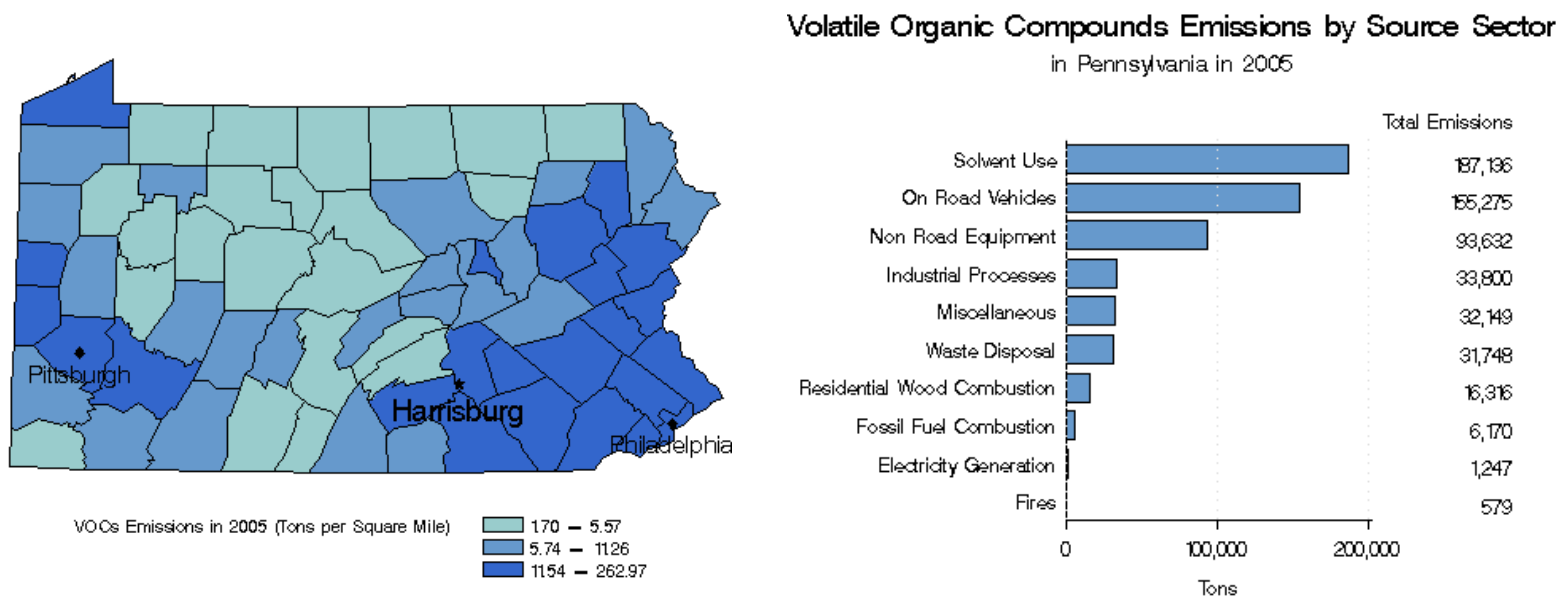 Pittsburgh
Harrisburg
Philadelphia
VOCs Emissions in 2005 (Tons per Square Mile)
1.70 – 5.57
5.74 – 11.26
11.54 – 262.97
Volatile Organic Compounds Emissions by Source Sector
in Pennsylvania in 2005
Total Emissions
Solvent Use 187,136
On Road Vehicles 155,275
Non Road Equipment 93,632
Industrial Processes 33,800
Miscellaneous 32,149
Waste Disposal 31,748
Residential Wood Combustion 16,316
Fossil Fuel Combustion 6,170
Electricity Generation 1,247
Fires 579
0 100,000 200,000
Tons